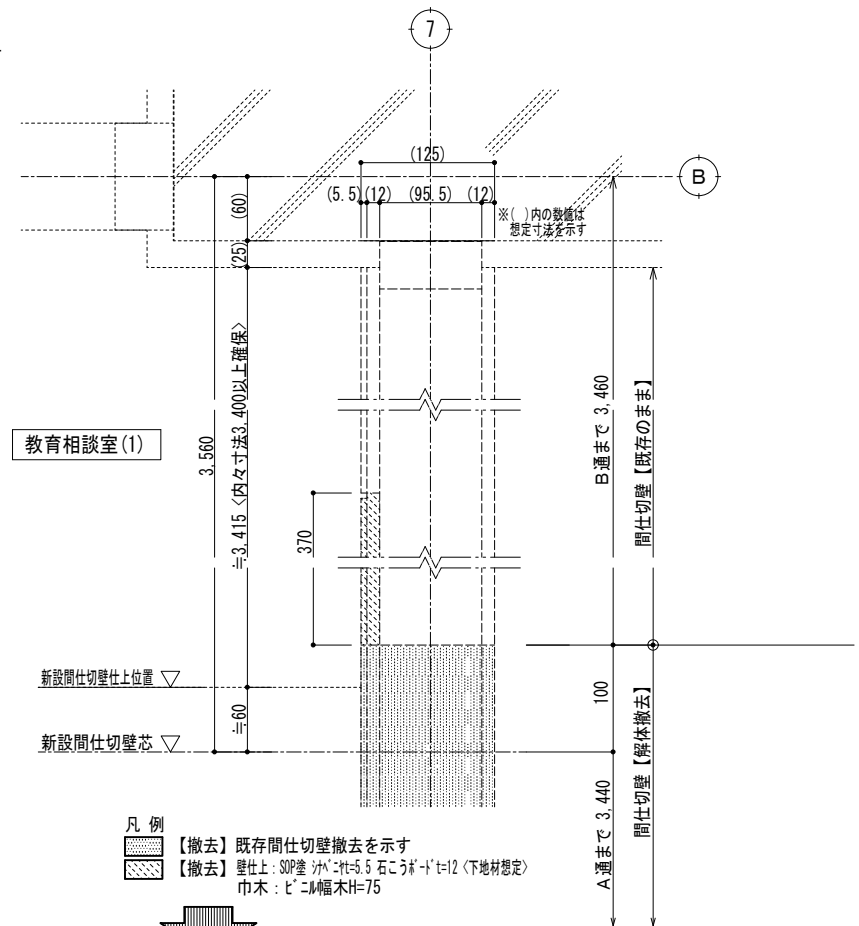 7
B
(125)
(5.5)(12) (95.5) (12)
※( )内の数値は
想定寸法を示す
(60)
(25)
3,560
≒3,415〈内々寸法3,400以上確保〉
教育相談室(1)
370
B通まで 3,460
間仕切壁【既存のまま】
新設間仕切壁仕上位置
≒60
新設間仕切壁芯
100
A通まで 3,440
間仕切壁【解体撤去】
凡 例
【撤去】既存間仕切壁撤去を示す
【撤去】壁仕上:SOP塗 シナベニヤt=5.5 石こうボードt=12〈下地材想定〉
巾木:ビニル幅木H=75